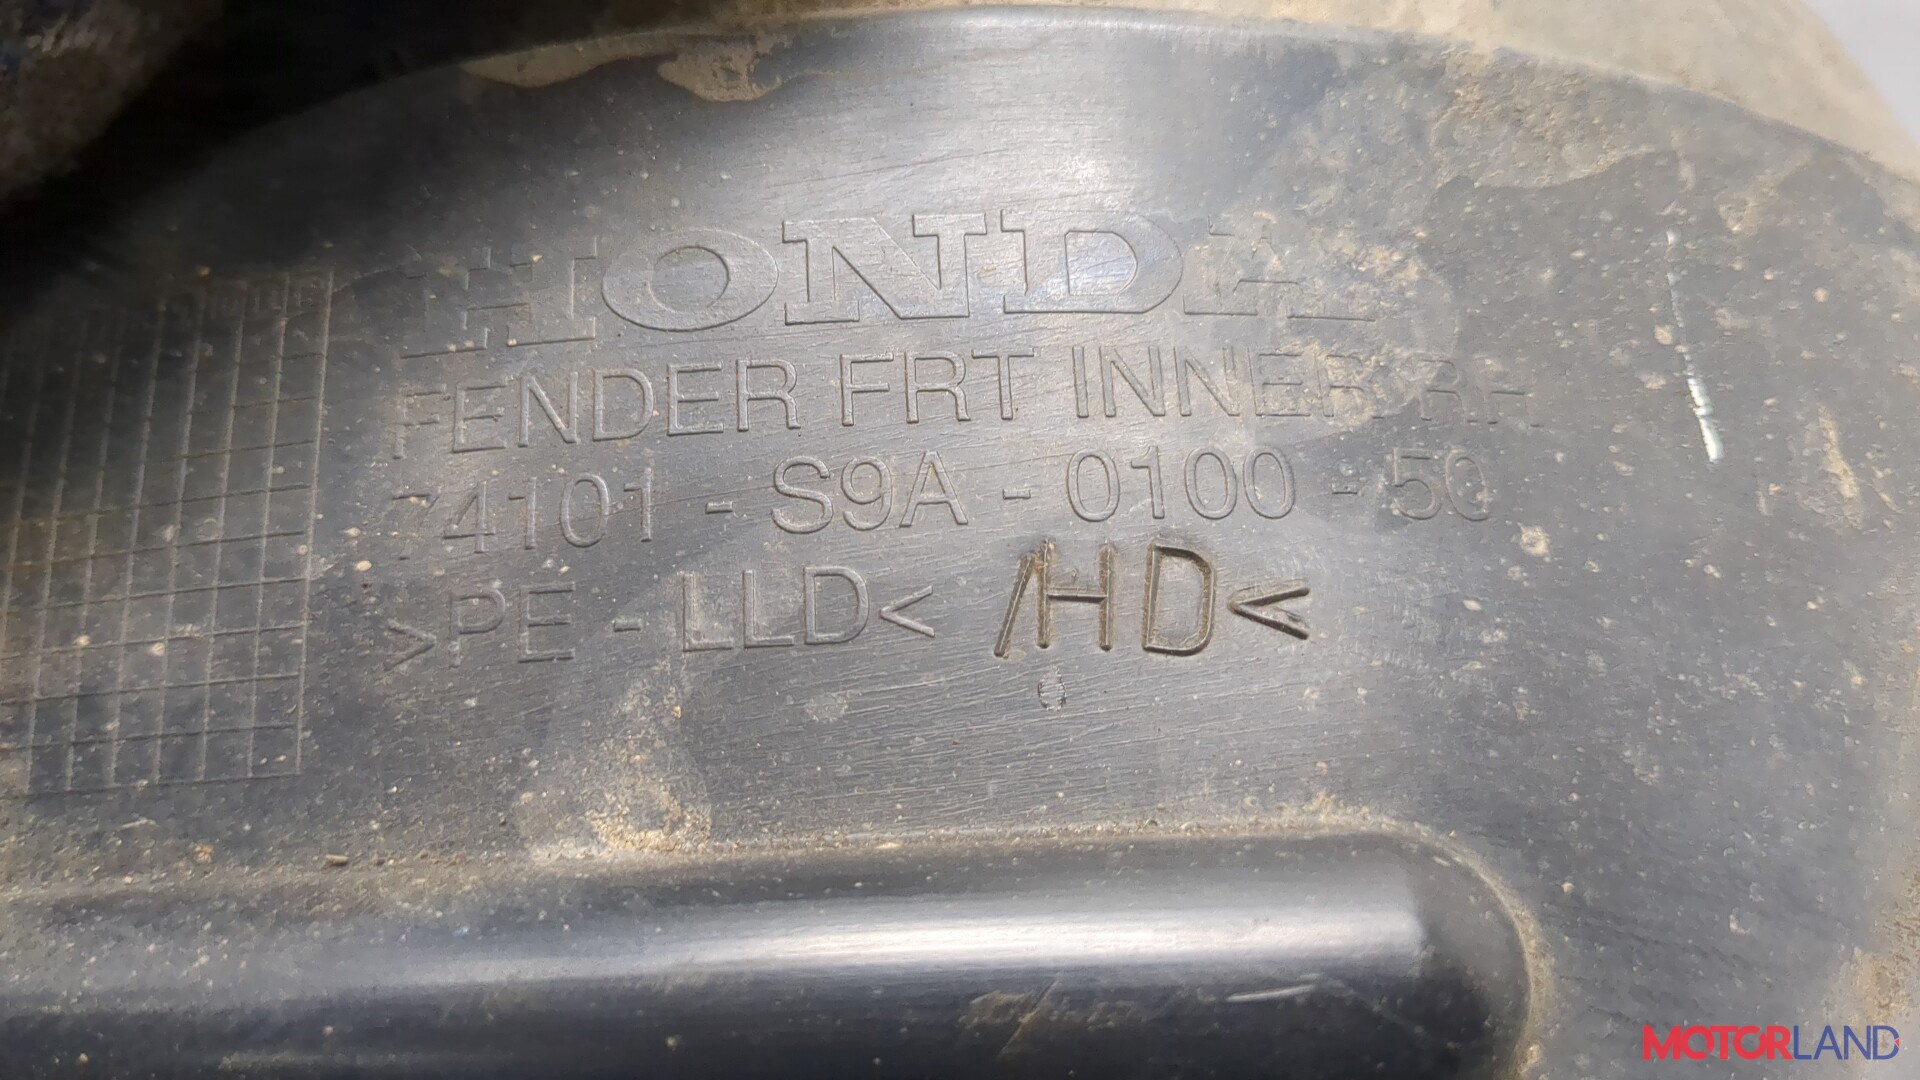 HONDA
FENDER FRT INNER RH
74101 - S9A - 0100 - 50
>PE - LLD< /HD<
MOTORLAND